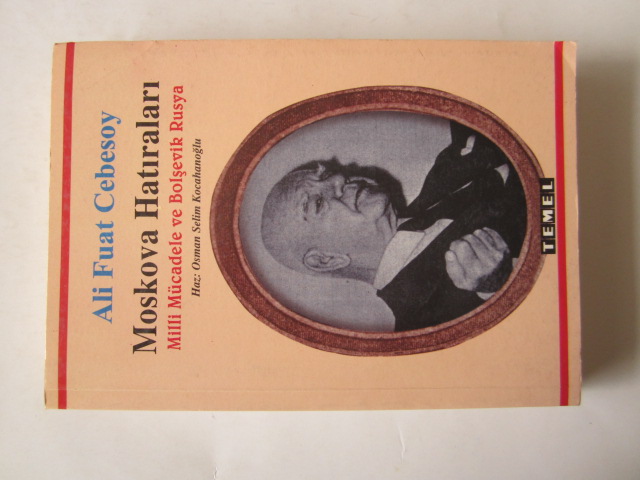 Ali Fuat Cebesoy
Moskova Hatıraları
Milli Mücadele ve Bolşevik Rusya
Haz: Osman Selim Kocahanoğlu
TEMEL